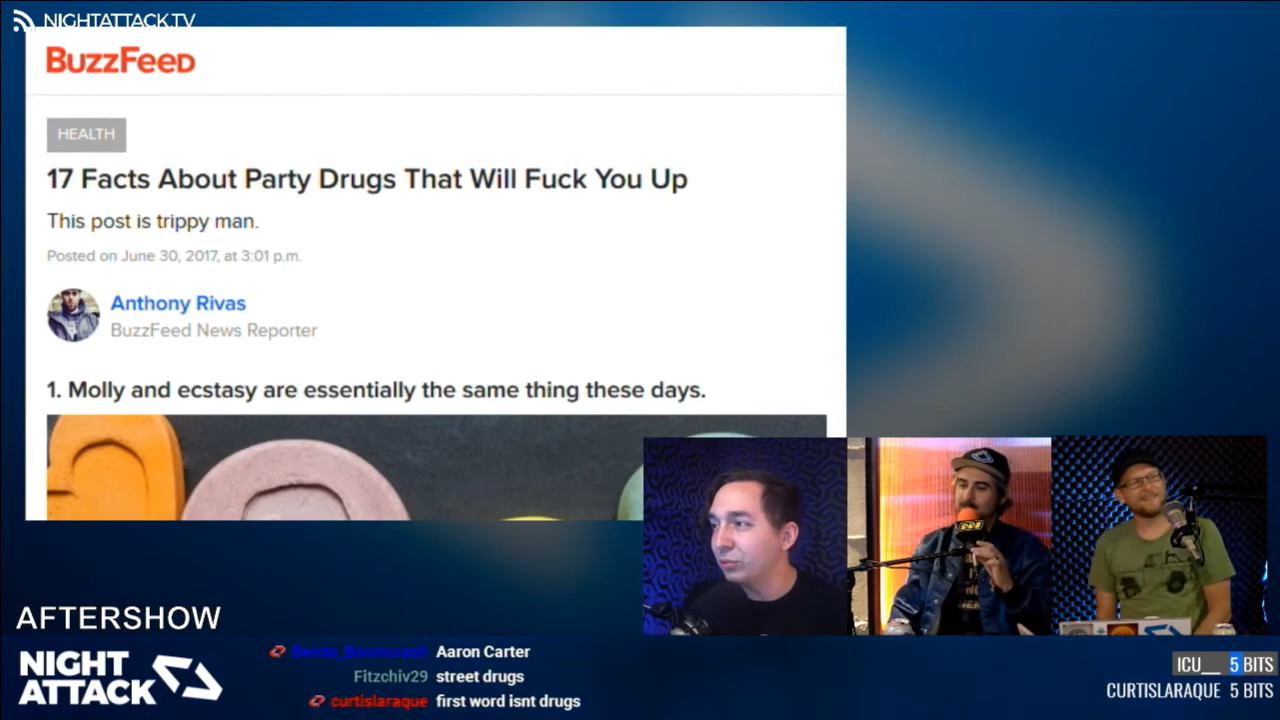 NIGHTATTACK.TV
BuzzFeed
HEALTH
17 Facts About Party Drugs That Will Fuck You Up
This post is trippy man.
Posted on June 30, 2017, at 3:01 p.m.
Anthony Rivas
BuzzFeed News Reporter
1. Molly and ecstasy are essentially the same thing these days.
AFTERSHOW
NIGHT
ATTACK
Aaron Carter
Fitzchiv29 street drugs
curtislaraque first word isnt drugs
ICU__ 5 BITS
CURTISLARAQUE 5 BITS